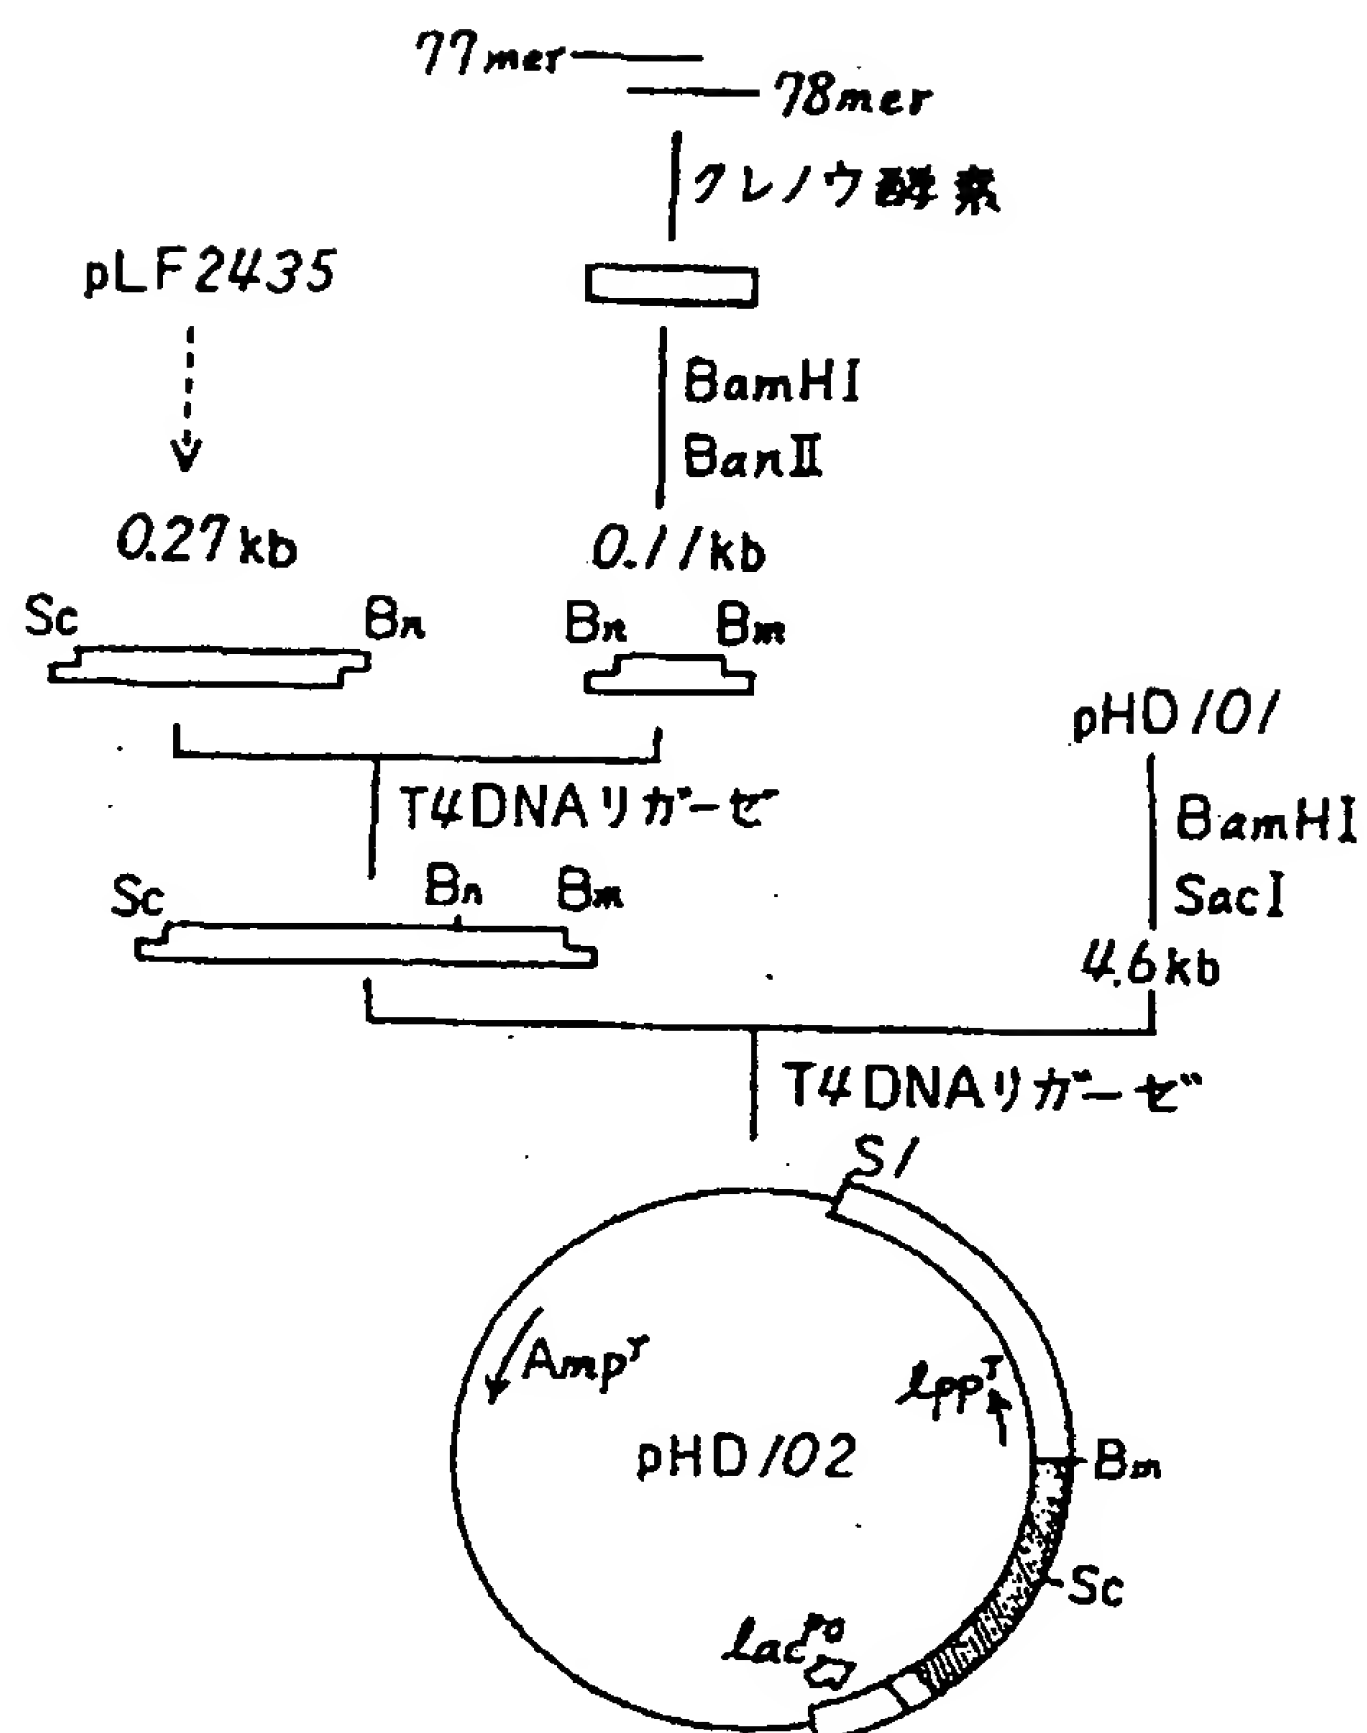 77mer
78mer
クレノウ酵素
pLF2435
BamHI
BanII
0.27kb
0.11kb
Sc
Bn
Bn
Bm
pHD101
T4DNAリガーゼ
BamHI
SacI
Sc
Bn
Bm
4.6kb
T4DNAリガーゼ
S1
Ampr
lppr
pHD102
Bm
Sc
lacpo